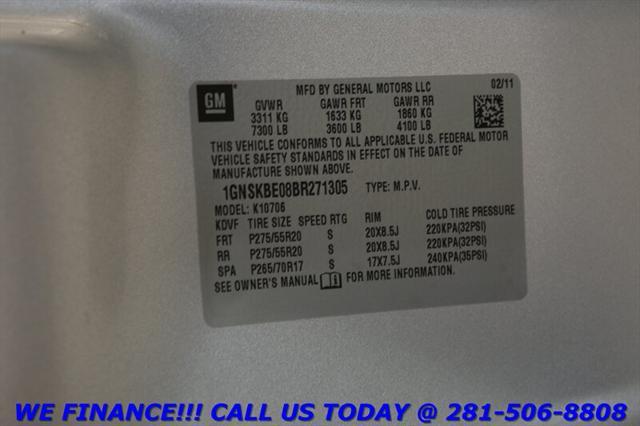 GM
MFD BY GENERAL MOTORS LLC 02/11
GVWR GAWR FRT GAWR RR
3311 KG 1633 KG 1860 KG
7300 LB 3600 LB 4100 LB
THIS VEHICLE CONFORMS TO ALL APPLICABLE U.S. FEDERAL MOTOR
VEHICLE SAFETY STANDARDS IN EFFECT ON THE DATE OF
MANUFACTURE SHOWN ABOVE.
1GNSKBE08BR271305 TYPE: M.P.V.
MODEL: K10706
KDVF TIRE SIZE SPEED RTG RIM COLD TIRE PRESSURE
FRT P275/55R20 S 20X8.5J 220KPA(32PSI)
RR P275/55R20 S 20X8.5J 220KPA(32PSI)
SPA P265/70R17 S 17X7.5J 240KPA(35PSI)
SEE OWNER'S MANUAL FOR MORE INFORMATION.
WE FINANCE!!! CALL US TODAY @ 281-506-8808